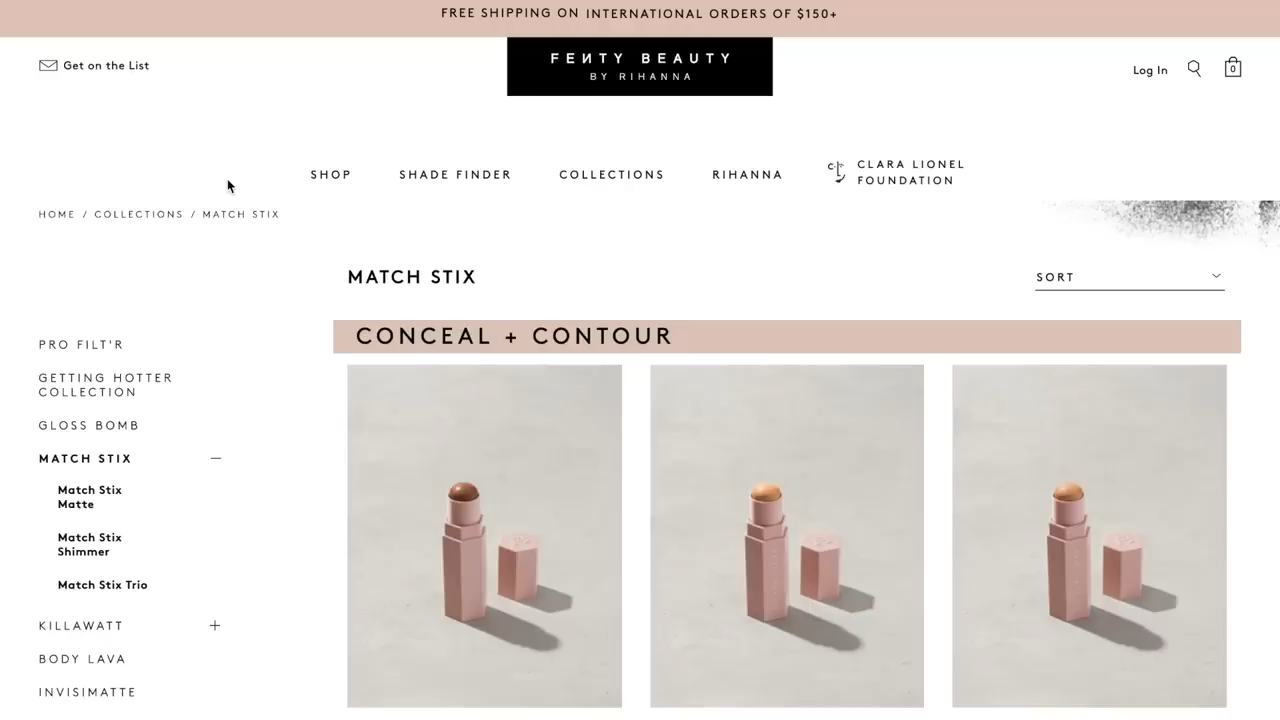 FREE SHIPPING ON INTERNATIONAL ORDERS OF $150+
Get on the List
FENTY BEAUTY
BY RIHANNA
Log In
0
SHOP
SHADE FINDER
COLLECTIONS
RIHANNA
CLARA LIONEL
FOUNDATION
HOME / COLLECTIONS / MATCH STIX
MATCH STIX
SORT
CONCEAL + CONTOUR
PRO FILT'R
GETTING HOTTER
COLLECTION
GLOSS BOMB
MATCH STIX
Match Stix
Matte
Match Stix
Shimmer
Match Stix Trio
KILLAWATT
BODY LAVA
INVISIMATTE